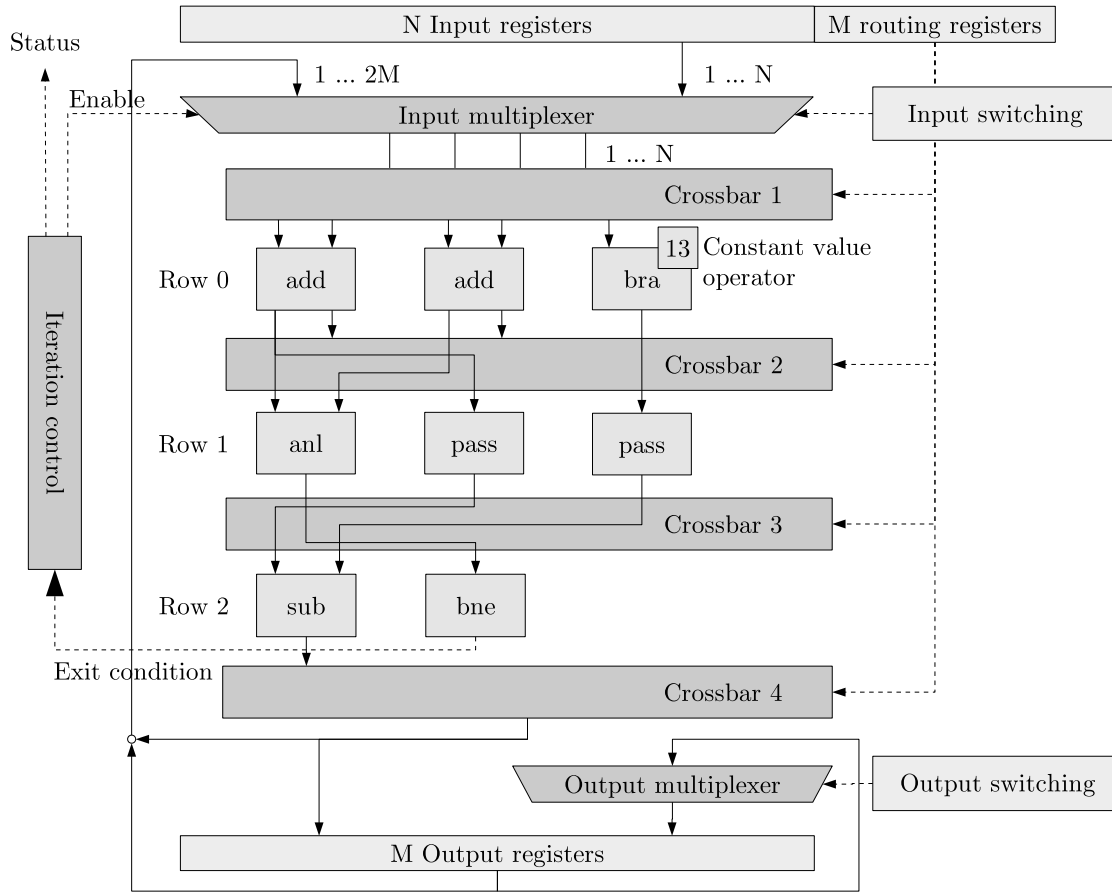 N Input registers
M routing registers
Status
1 ... 2M
1 ... N
Enable
Input multiplexer
Input switching
1 ... N
Crossbar 1
13
Constant value
operator
Row 0
add
add
bra
Iteration control
Crossbar 2
Row 1
anl
pass
pass
Crossbar 3
Row 2
sub
bne
Exit condition
Crossbar 4
Output multiplexer
Output switching
M Output registers